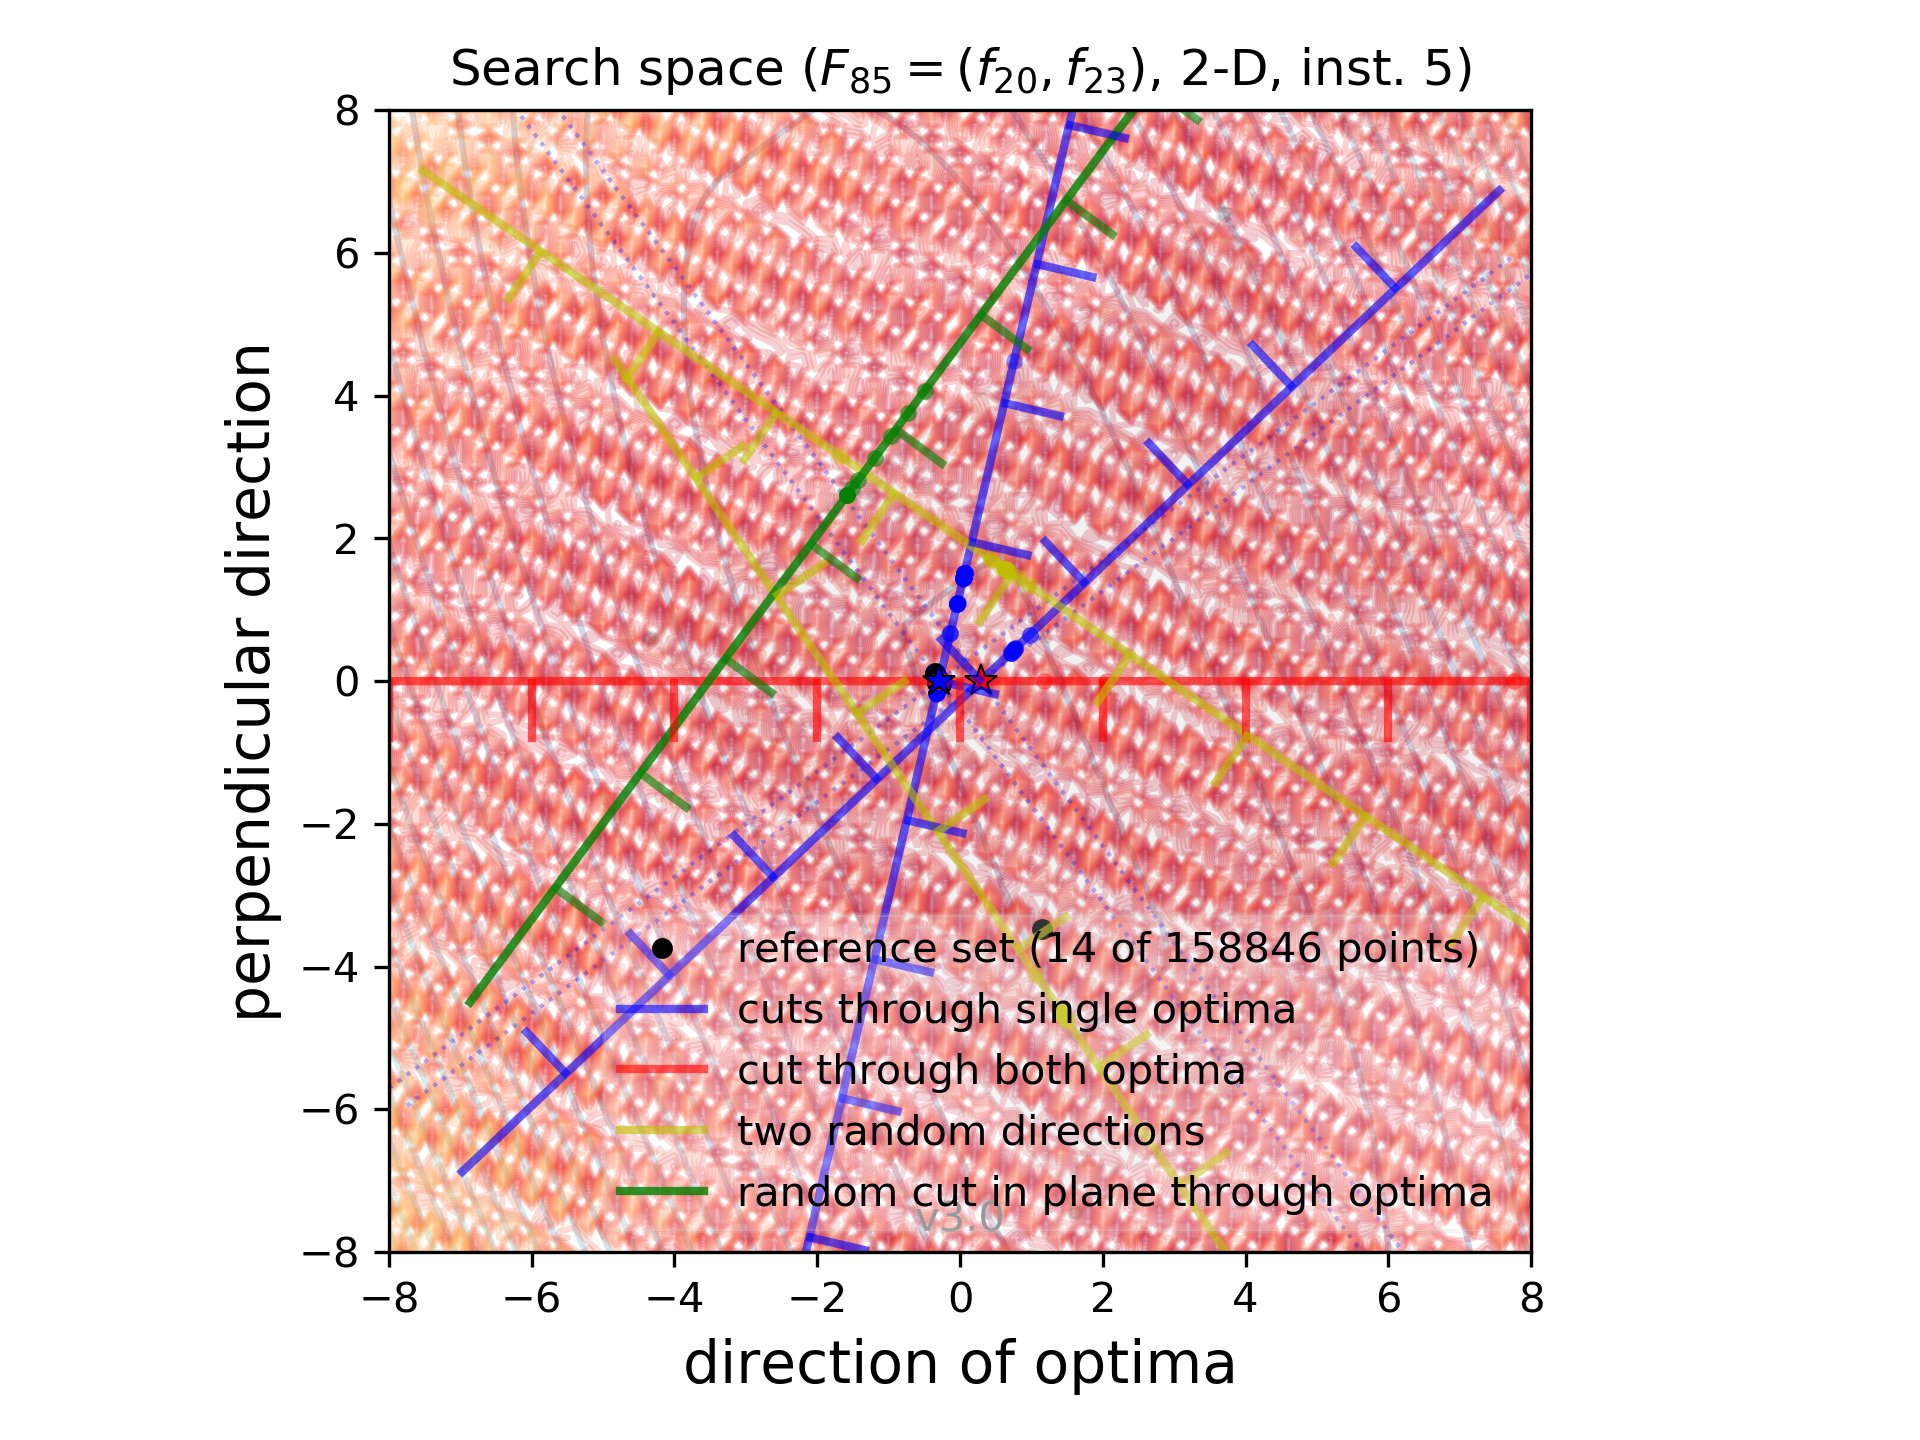 Search space (F85 = (f20, f23), 2-D, inst. 5)
perpendicular direction
8
6
4
2
0
−2
−4
−6
−8
reference set (14 of 158846 points)
cuts through single optima
cut through both optima
two random directions
random cut in plane through optima
v3.0
−8 −6 −4 −2 0 2 4 6 8
direction of optima